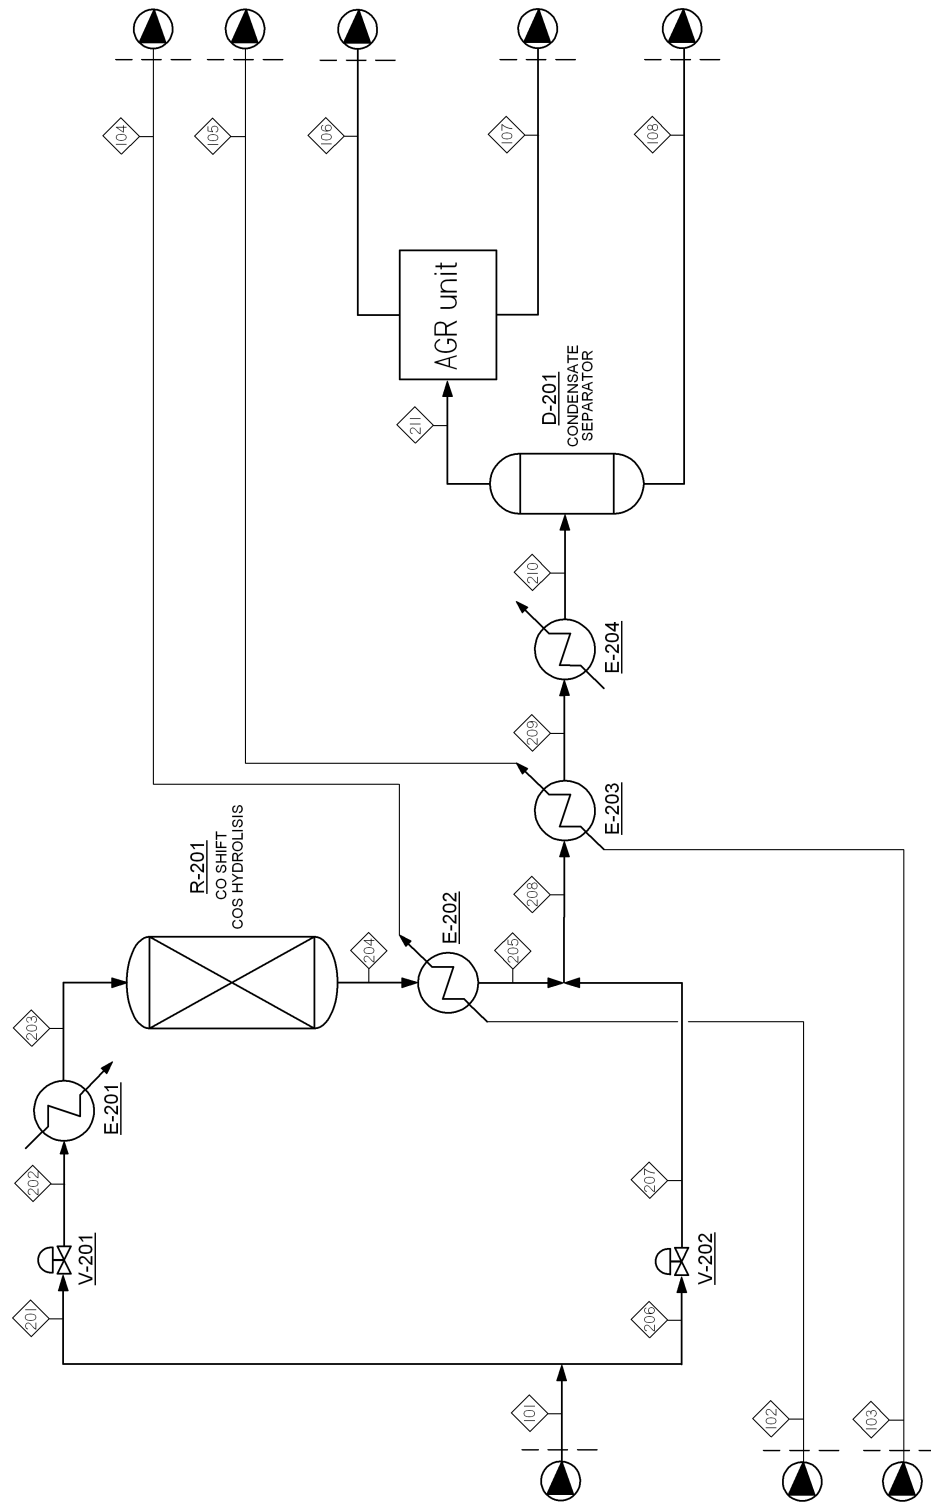 104
105
106
107
108
AGR unit
211
D-201
CONDENSATE
SEPARATOR
210
E-204
209
E-203
208
R-201
CO SHIFT
COS HYDROLISIS
E-202
204
205
203
E-201
202
V-201
201
207
V-202
206
101
102
103